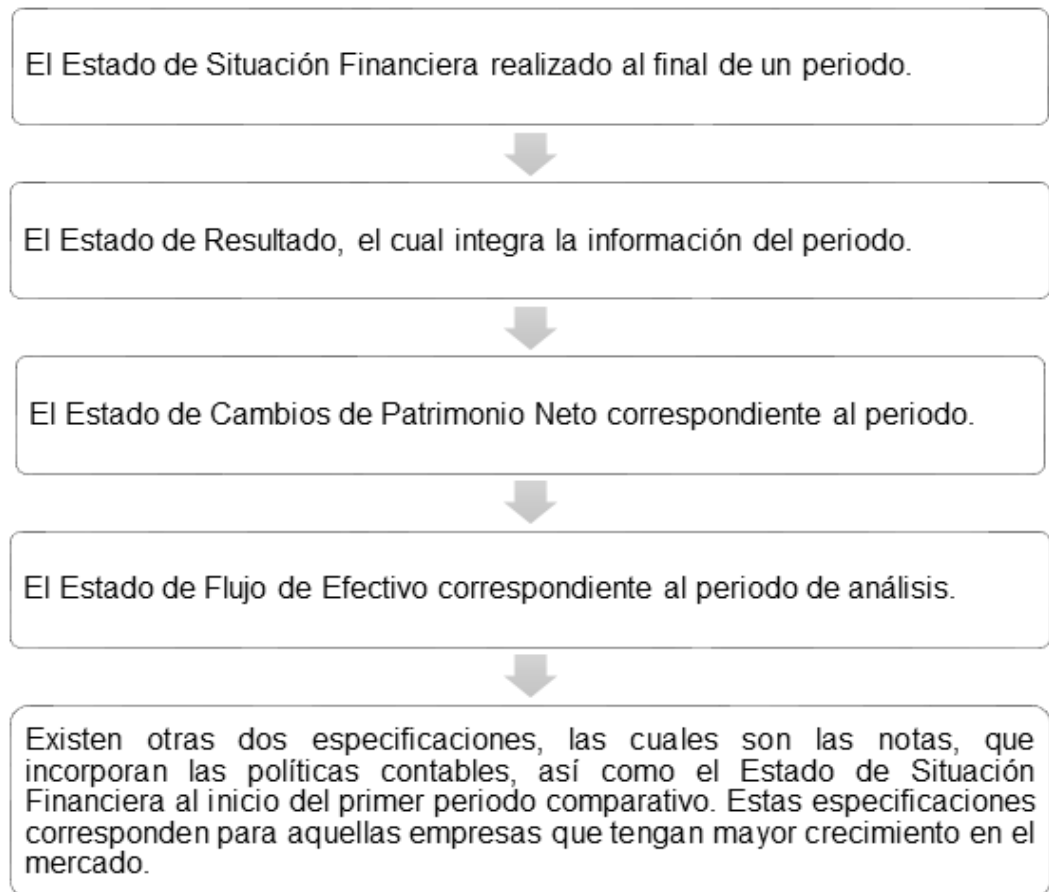 El Estado de Situación Financiera realizado al final de un periodo.
El Estado de Resultado, el cual integra la información del periodo.
El Estado de Cambios de Patrimonio Neto correspondiente al periodo.
El Estado de Flujo de Efectivo correspondiente al periodo de análisis.
Existen otras dos especificaciones, las cuales son las notas, que
incorporan las políticas contables, así como el Estado de Situación
Financiera al inicio del primer periodo comparativo. Estas especificaciones
corresponden para aquellas empresas que tengan mayor crecimiento en el
mercado.